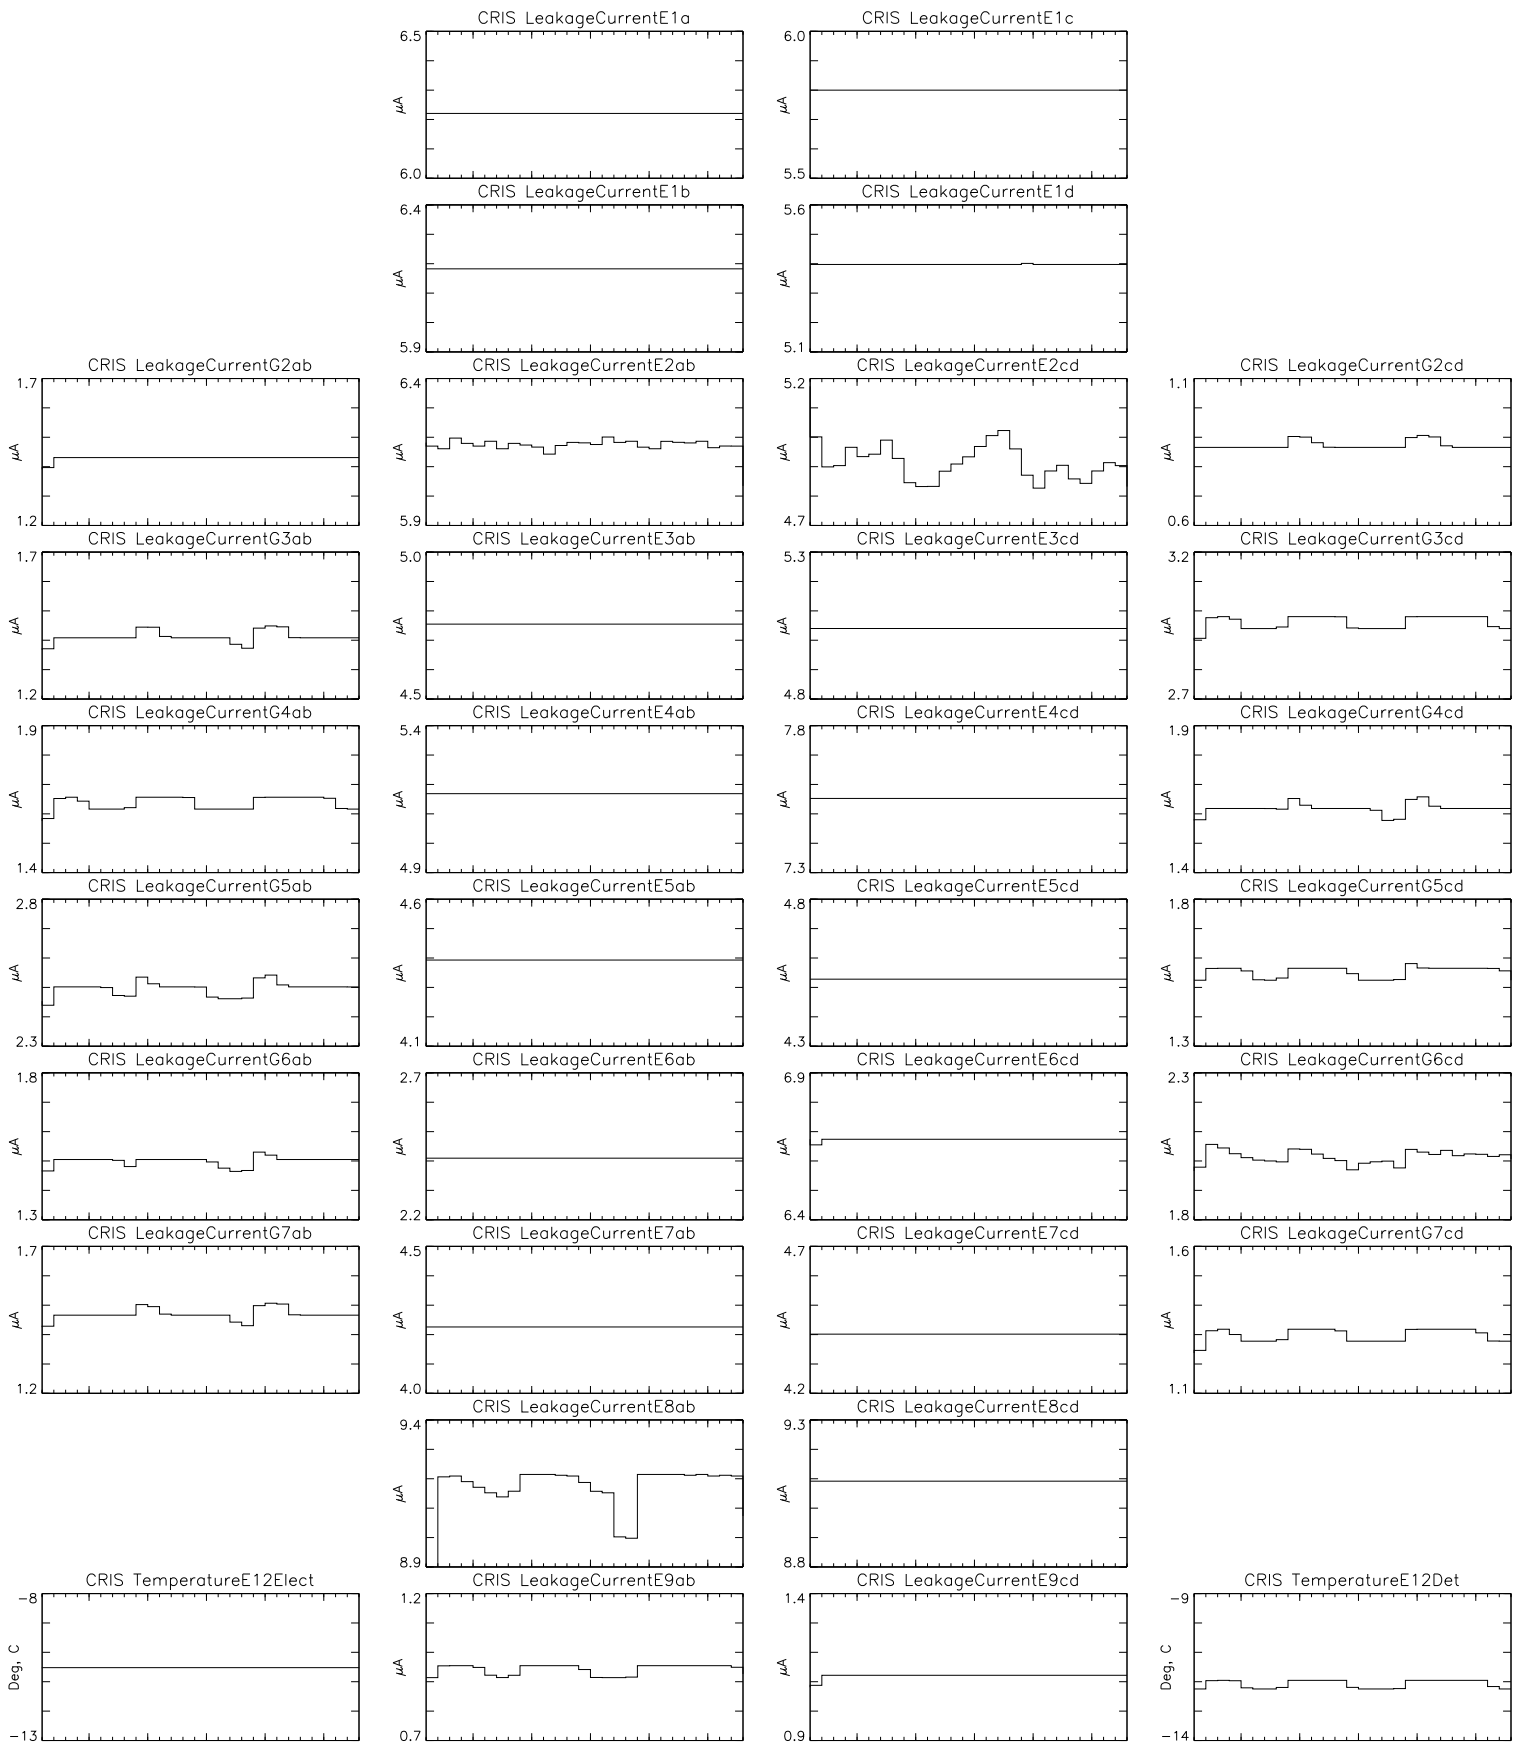 CRIS LeakageCurrentE1a
6.5
μA
6.0
CRIS LeakageCurrentE1c
6.0
μA
5.5
CRIS LeakageCurrentE1b
6.4
μA
5.9
CRIS LeakageCurrentE1d
5.6
μA
5.1
CRIS LeakageCurrentG2ab
1.7
μA
1.2
CRIS LeakageCurrentE2ab
6.4
μA
5.9
CRIS LeakageCurrentE2cd
5.2
μA
4.7
CRIS LeakageCurrentG2cd
1.1
μA
0.6
CRIS LeakageCurrentG3ab
1.7
μA
1.2
CRIS LeakageCurrentE3ab
5.0
μA
4.5
CRIS LeakageCurrentE3cd
5.3
μA
4.8
CRIS LeakageCurrentG3cd
3.2
μA
2.7
CRIS LeakageCurrentG4ab
1.9
μA
1.4
CRIS LeakageCurrentE4ab
5.4
μA
4.9
CRIS LeakageCurrentE4cd
7.8
μA
7.3
CRIS LeakageCurrentG4cd
1.9
μA
1.4
CRIS LeakageCurrentG5ab
2.8
μA
2.3
CRIS LeakageCurrentE5ab
4.6
μA
4.1
CRIS LeakageCurrentE5cd
4.8
μA
4.3
CRIS LeakageCurrentG5cd
1.8
μA
1.3
CRIS LeakageCurrentG6ab
1.8
μA
1.3
CRIS LeakageCurrentE6ab
2.7
μA
2.2
CRIS LeakageCurrentE6cd
6.9
μA
6.4
CRIS LeakageCurrentG6cd
2.3
μA
1.8
CRIS LeakageCurrentG7ab
1.7
μA
1.2
CRIS LeakageCurrentE7ab
4.5
μA
4.0
CRIS LeakageCurrentE7cd
4.7
μA
4.2
CRIS LeakageCurrentG7cd
1.6
μA
1.1
CRIS LeakageCurrentE8ab
9.4
μA
8.9
CRIS LeakageCurrentE8cd
9.3
μA
8.8
CRIS TemperatureE12Elect
-8
Deg, C
-13
CRIS LeakageCurrentE9ab
1.2
μA
0.7
CRIS LeakageCurrentE9cd
1.4
μA
0.9
CRIS TemperatureE12Det
-9
Deg, C
-14